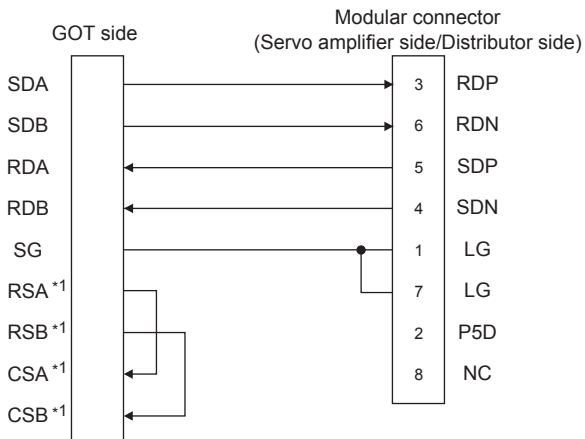 GOT side
Modular connector
(Servo amplifier side/Distributor side)
SDA 3 RDP
SDB 6 RDN
RDA 5 SDP
RDB 4 SDN
SG 1 LG
RSA *1 7 LG
RSB *1 2 P5D
CSA *1 8 NC
CSB *1